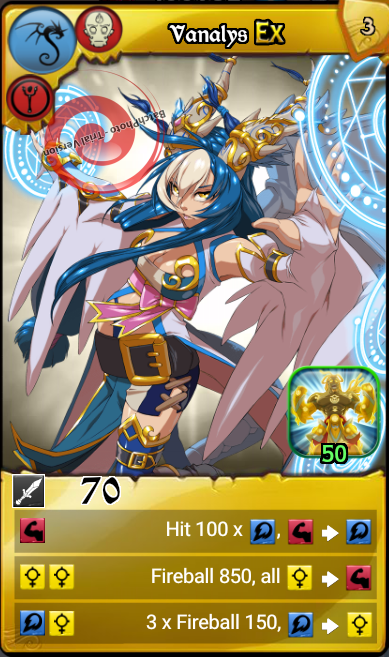 Vanalys Ex
3
BatchPhoto - Trial Version
50
70
Hit 100 x ,
Fireball 850, all
3 x Fireball 150,